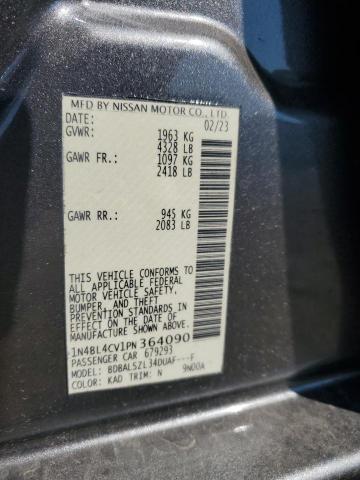 MFD BY NISSAN MOTOR CO., LTD.
DATE: 02/23
GVWR: 1963 KG
4328 LB
GAWR FR.: 1097 KG
2418 LB
GAWR RR.: 945 KG
2083 LB
THIS VEHICLE CONFORMS TO
ALL APPLICABLE FEDERAL
MOTOR VEHICLE SAFETY,
BUMPER, AND THEFT
PREVENTION STANDARDS
IN EFFECT ON THE DATE OF
MANUFACTURE SHOWN ABOVE.
1N4BL4CV1PN 364090
PASSENGER CAR 679293
MODEL: BDBALSZL34DUAF---F
COLOR: KAD TRIM: N 9N00A